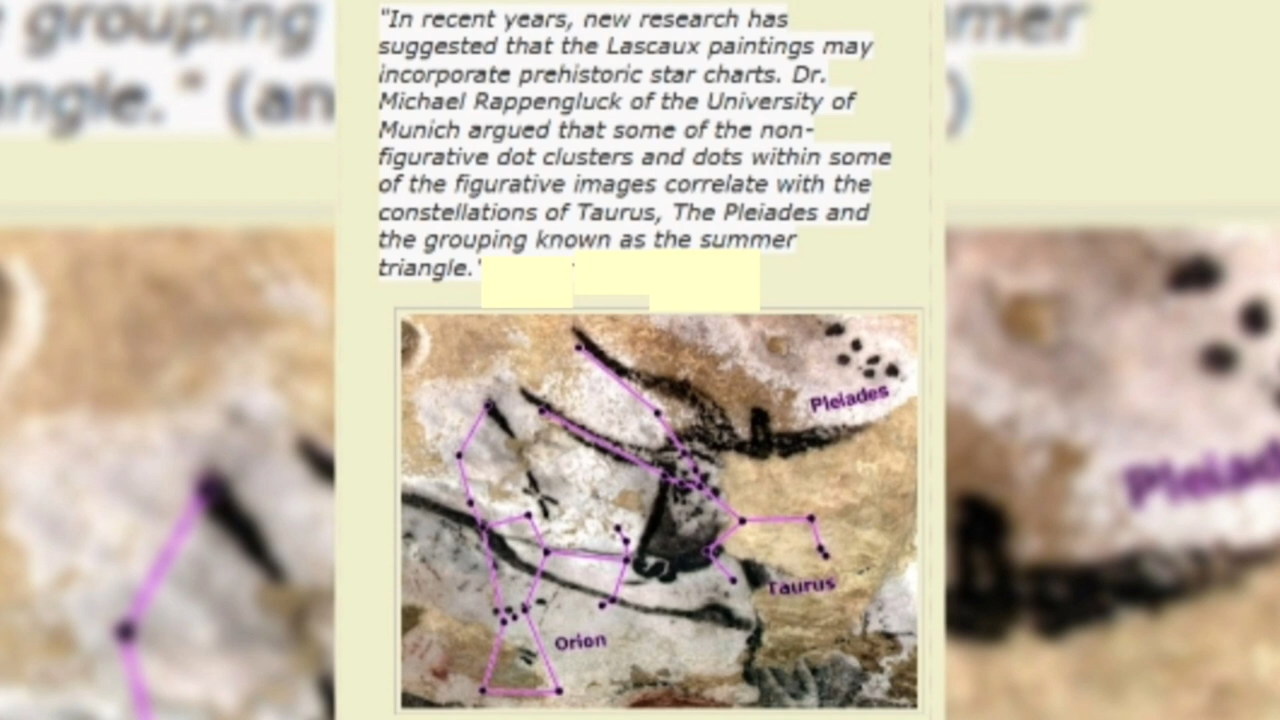 "In recent years, new research has
suggested that the Lascaux paintings may
incorporate prehistoric star charts. Dr.
Michael Rappengluck of the University of
Munich argued that some of the non-
figurative dot clusters and dots within some
of the figurative images correlate with the
constellations of Taurus, The Pleiades and
the grouping known as the summer
triangle."
Pleiades
Taurus
Orion